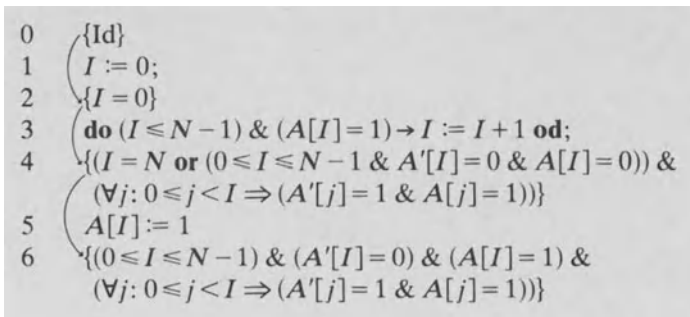 0 {Id}
1 I := 0;
2 {I = 0}
3 do (I ≤ N − 1) & (A[I] = 1) → I := I + 1 od;
4 {(I = N or (0 ≤ I ≤ N − 1 & A'[I] = 0 & A[I] = 0)) &
(∀j: 0 ≤ j < I ⇒ (A'[j] = 1 & A[j] = 1))}
5 A[I] := 1
6 {(0 ≤ I ≤ N − 1) & (A'[I] = 0) & (A[I] = 1) &
(∀j: 0 ≤ j < I ⇒ (A'[j] = 1 & A[j] = 1))}